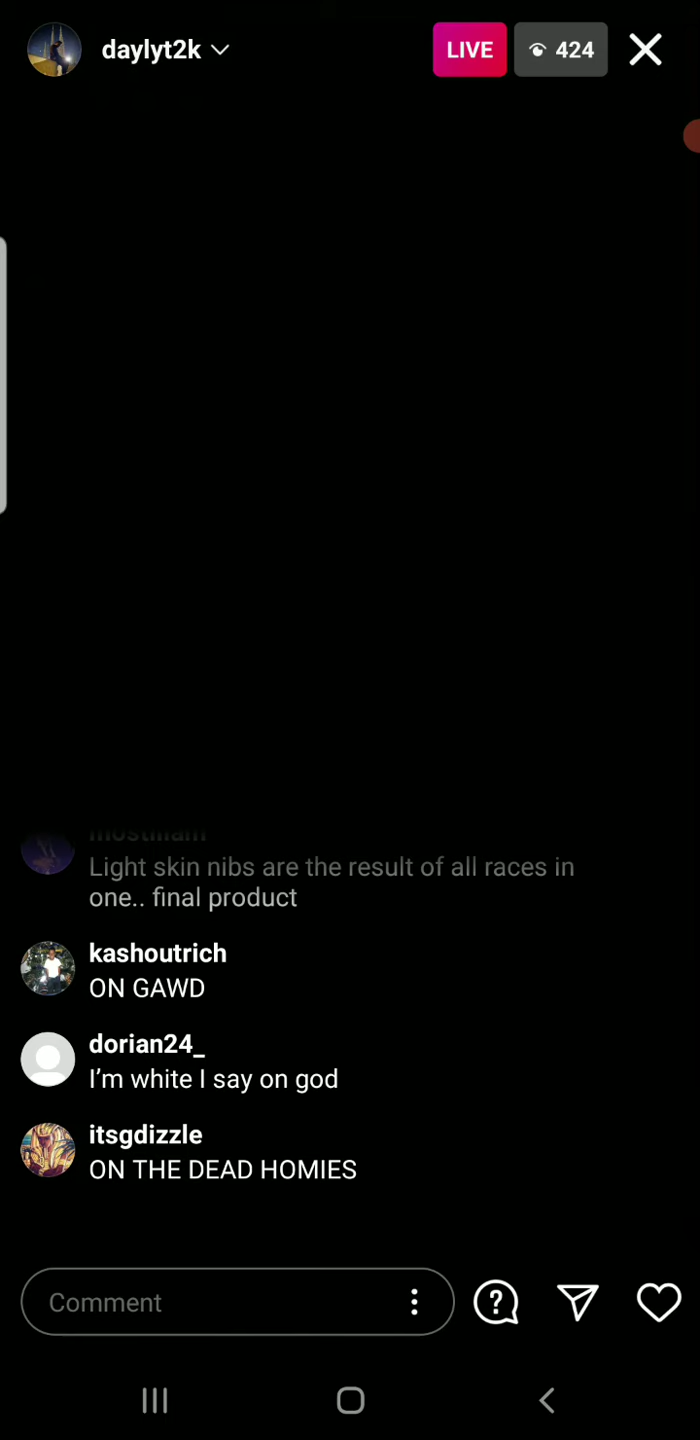 daylyt2k
LIVE
424
Light skin nibs are the result of all races in
one.. final product
kashoutrich
ON GAWD
dorian24_
I'm white I say on god
itsgdizzle
ON THE DEAD HOMIES
Comment